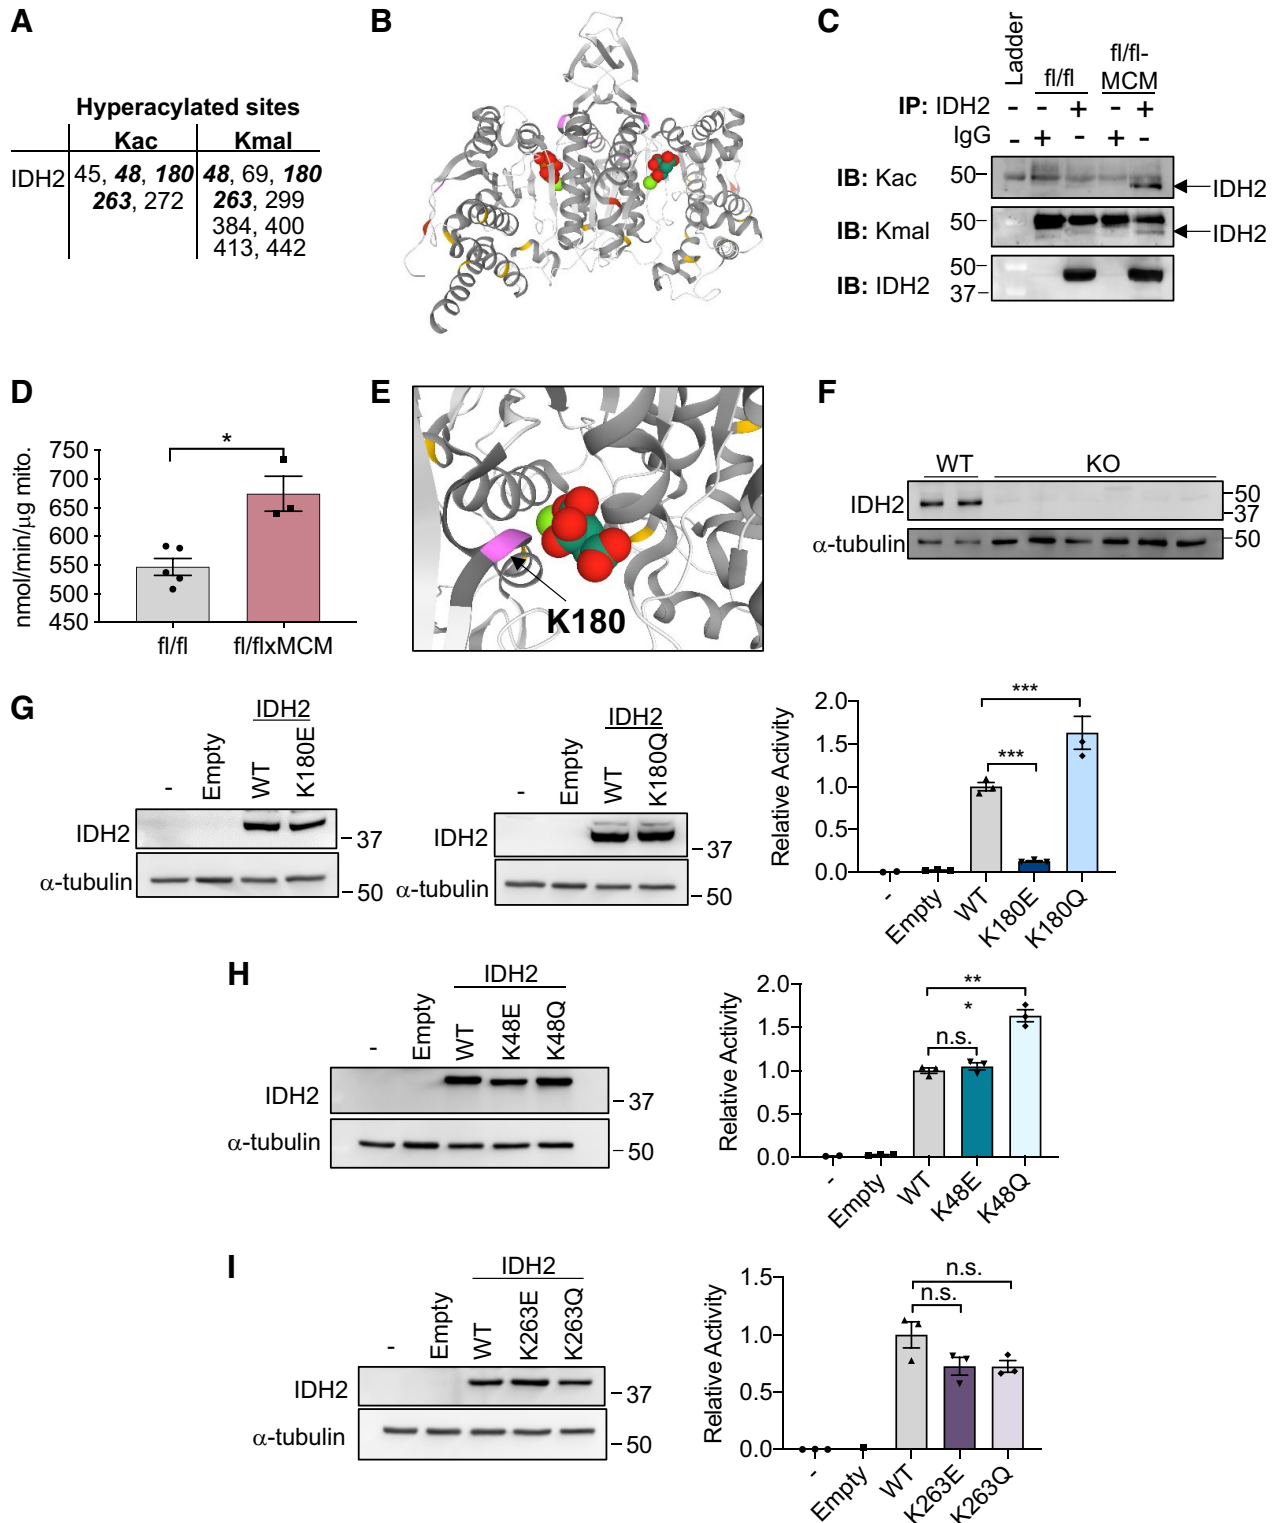 A
Hyperacylated sites
Kac Kmal
IDH2 45, 48, 180 48, 69, 180
263, 272 263, 299
384, 400
413, 442
B
C
Ladder
fl/fl
fl/fl-
MCM
IP: IDH2 - - + - +
IgG - + - + -
IB: Kac 50 IDH2
IB: Kmal 50 IDH2
IB: IDH2 50
37
D
nmol/min/μg mito.
750
700
650
600
550
500
450
*
fl/fl fl/flxMCM
E
K180
F
WT KO
IDH2 50
37
α-tubulin 50
G
IDH2
- Empty WT K180E
IDH2 37
α-tubulin 50
IDH2
- Empty WT K180Q
IDH2 37
α-tubulin 50
Relative Activity
2.0
1.5
1.0
0.5
0.0
***
***
- Empty WT K180E K180Q
H
IDH2
- Empty WT K48E K48Q
IDH2 37
α-tubulin 50
Relative Activity
2.0
1.5
1.0
0.5
0.0
**
*
n.s.
- Empty WT K48E K48Q
I
IDH2
- Empty WT K263E K263Q
IDH2 37
α-tubulin 50
Relative Activity
1.5
1.0
0.5
0.0
n.s.
n.s.
- Empty WT K263E K263Q